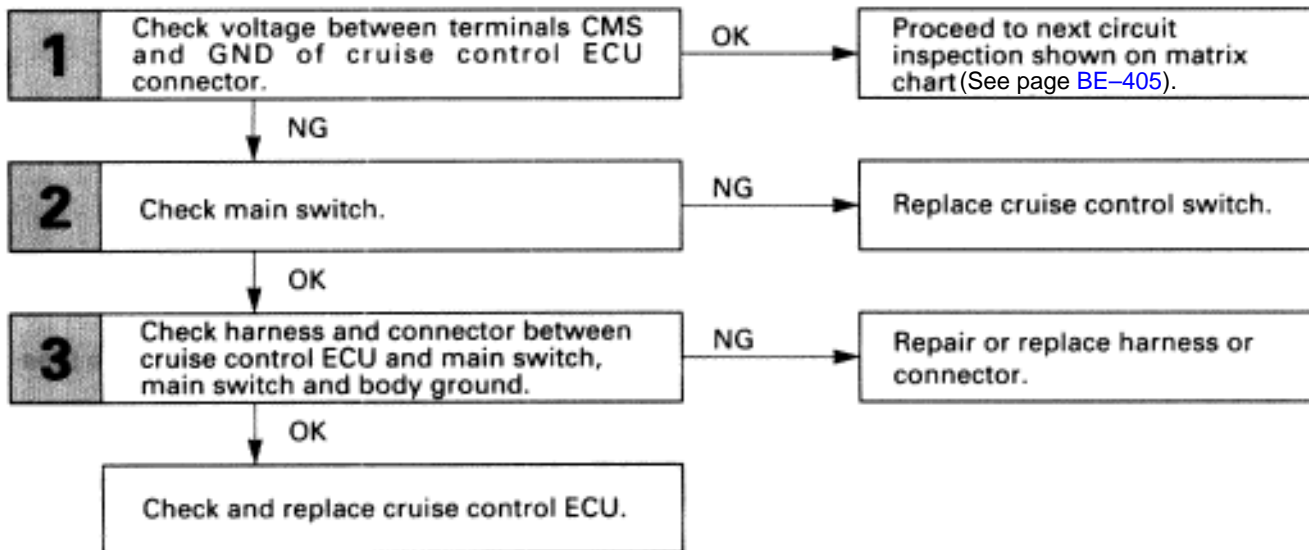 1
Check voltage between terminals CMS
and GND of cruise control ECU
connector.
OK
Proceed to next circuit
inspection shown on matrix
chart (See page BE–405).
NG
2
Check main switch.
NG
Replace cruise control switch.
OK
3
Check harness and connector between
cruise control ECU and main switch,
main switch and body ground.
NG
Repair or replace harness or
connector.
OK
Check and replace cruise control ECU.